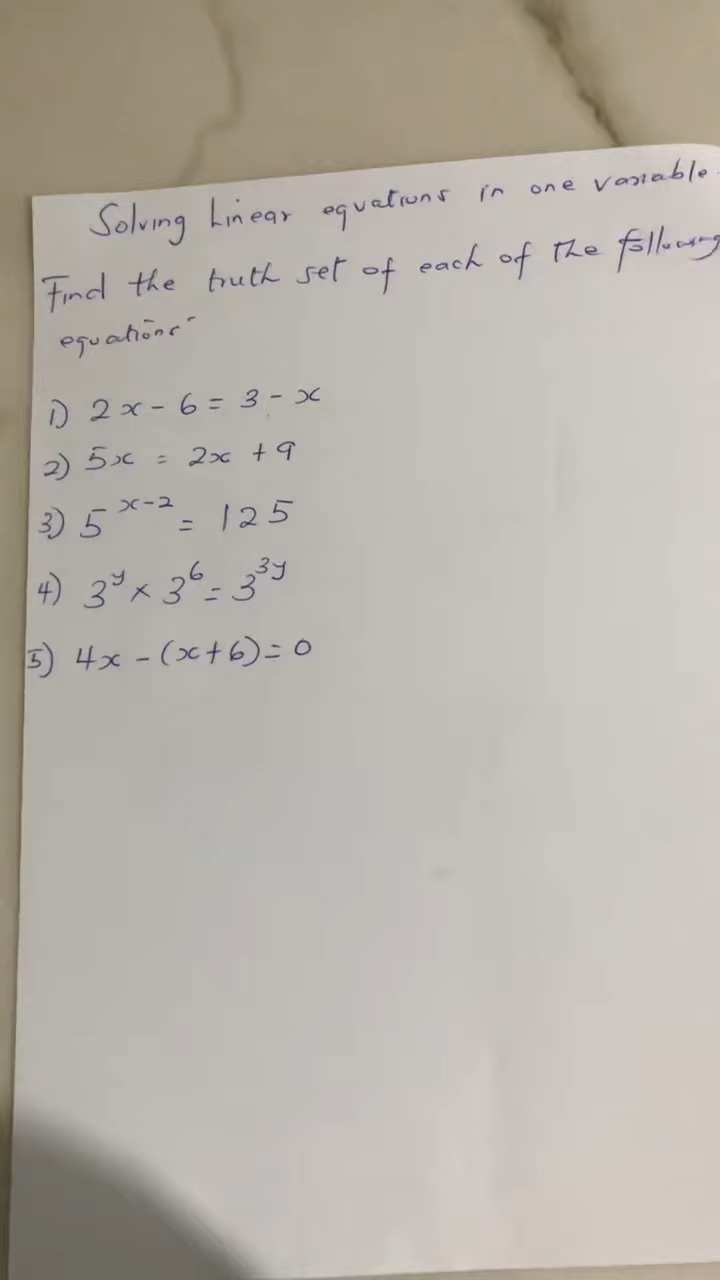 Solving Linear equations in one variable.
Find the truth set of each of the following
equations
1) 2x - 6 = 3 - x
2) 5x = 2x + 9
3) 5^{x-2} = 125
4) 3^y × 3^6 = 3^{3y}
5) 4x - (x+6) = 0